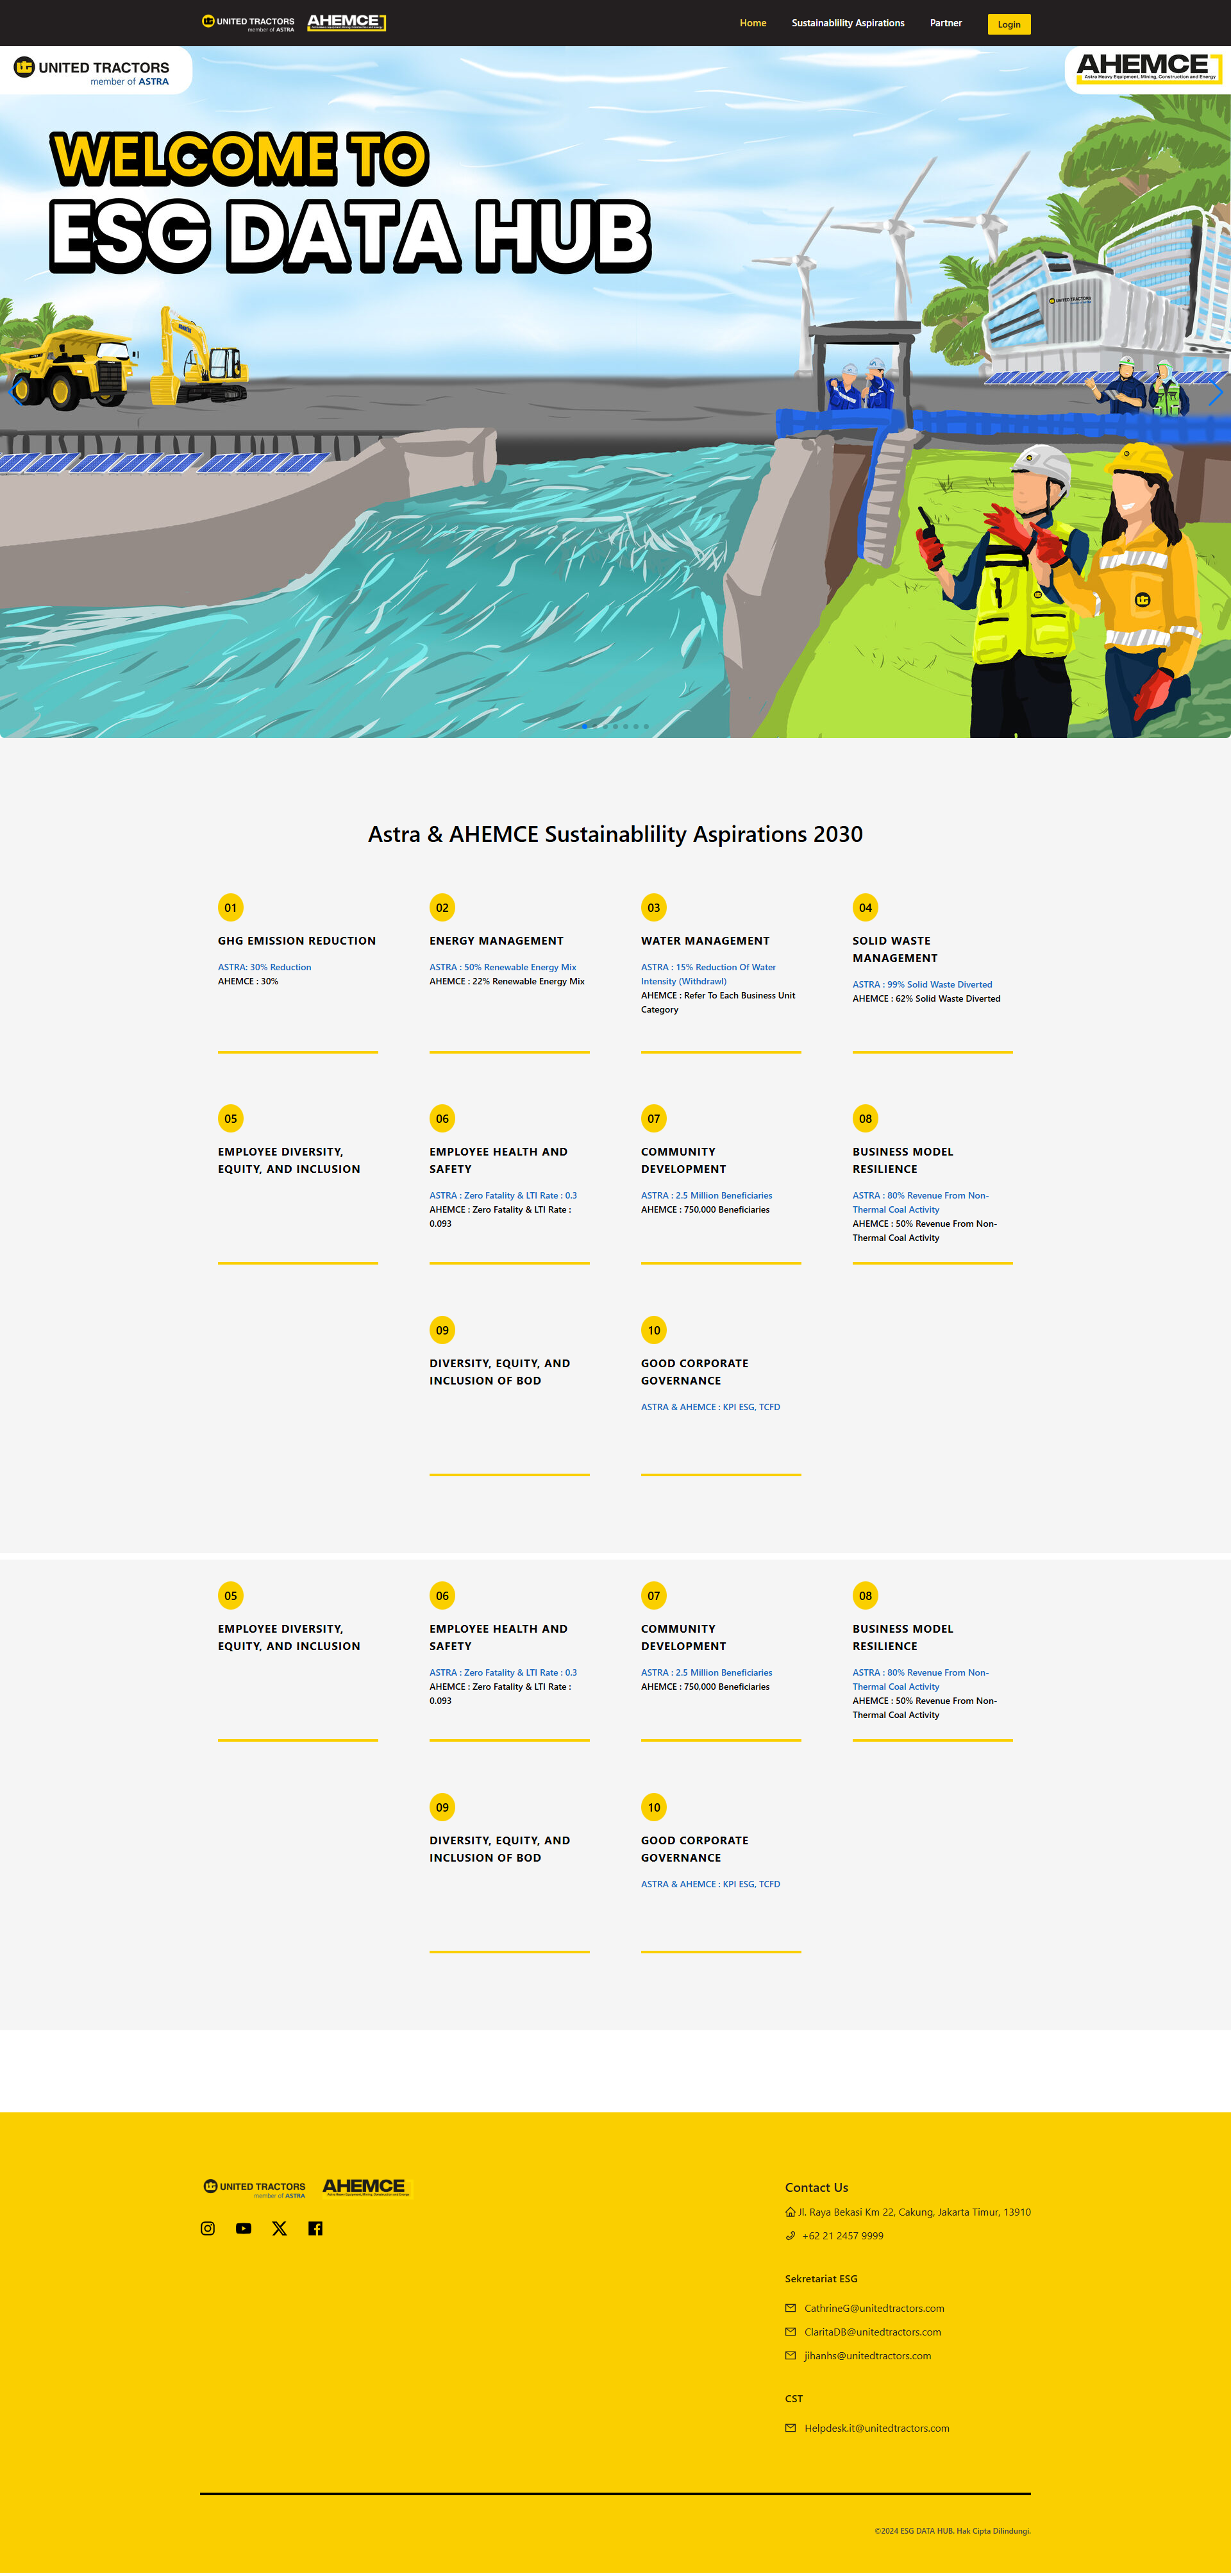 UNITED TRACTORS
member of ASTRA
AHEMCE
Home
Sustainablility Aspirations
Partner
Login
UNITED TRACTORS
member of ASTRA
AHEMCE
Astra Heavy Equipment, Mining, Construction and Energy
WELCOME TO
ESG DATA HUB
UNITED TRACTORS
KOMATSU
Astra & AHEMCE Sustainablility Aspirations 2030
01
GHG EMISSION REDUCTION
ASTRA: 30% Reduction
AHEMCE : 30%
02
ENERGY MANAGEMENT
ASTRA : 50% Renewable Energy Mix
AHEMCE : 22% Renewable Energy Mix
03
WATER MANAGEMENT
ASTRA : 15% Reduction Of Water
Intensity (Withdrawl)
AHEMCE : Refer To Each Business Unit
Category
04
SOLID WASTE
MANAGEMENT
ASTRA : 99% Solid Waste Diverted
AHEMCE : 62% Solid Waste Diverted
05
EMPLOYEE DIVERSITY,
EQUITY, AND INCLUSION
06
EMPLOYEE HEALTH AND
SAFETY
ASTRA : Zero Fatality & LTI Rate : 0.3
AHEMCE : Zero Fatality & LTI Rate :
0.093
07
COMMUNITY
DEVELOPMENT
ASTRA : 2.5 Million Beneficiaries
AHEMCE : 750,000 Beneficiaries
08
BUSINESS MODEL
RESILIENCE
ASTRA : 80% Revenue From Non-
Thermal Coal Activity
AHEMCE : 50% Revenue From Non-
Thermal Coal Activity
09
DIVERSITY, EQUITY, AND
INCLUSION OF BOD
10
GOOD CORPORATE
GOVERNANCE
ASTRA & AHEMCE : KPI ESG, TCFD
05
EMPLOYEE DIVERSITY,
EQUITY, AND INCLUSION
06
EMPLOYEE HEALTH AND
SAFETY
ASTRA : Zero Fatality & LTI Rate : 0.3
AHEMCE : Zero Fatality & LTI Rate :
0.093
07
COMMUNITY
DEVELOPMENT
ASTRA : 2.5 Million Beneficiaries
AHEMCE : 750,000 Beneficiaries
08
BUSINESS MODEL
RESILIENCE
ASTRA : 80% Revenue From Non-
Thermal Coal Activity
AHEMCE : 50% Revenue From Non-
Thermal Coal Activity
09
DIVERSITY, EQUITY, AND
INCLUSION OF BOD
10
GOOD CORPORATE
GOVERNANCE
ASTRA & AHEMCE : KPI ESG, TCFD
UNITED TRACTORS
member of ASTRA
AHEMCE
Astra Heavy Equipment, Mining, Construction and Energy
Contact Us
Jl. Raya Bekasi Km 22, Cakung, Jakarta Timur, 13910
+62 21 2457 9999
Sekretariat ESG
CathrineG@unitedtractors.com
ClaritaDB@unitedtractors.com
jihanhs@unitedtractors.com
CST
Helpdesk.it@unitedtractors.com
©2024 ESG DATA HUB. Hak Cipta Dilindungi.